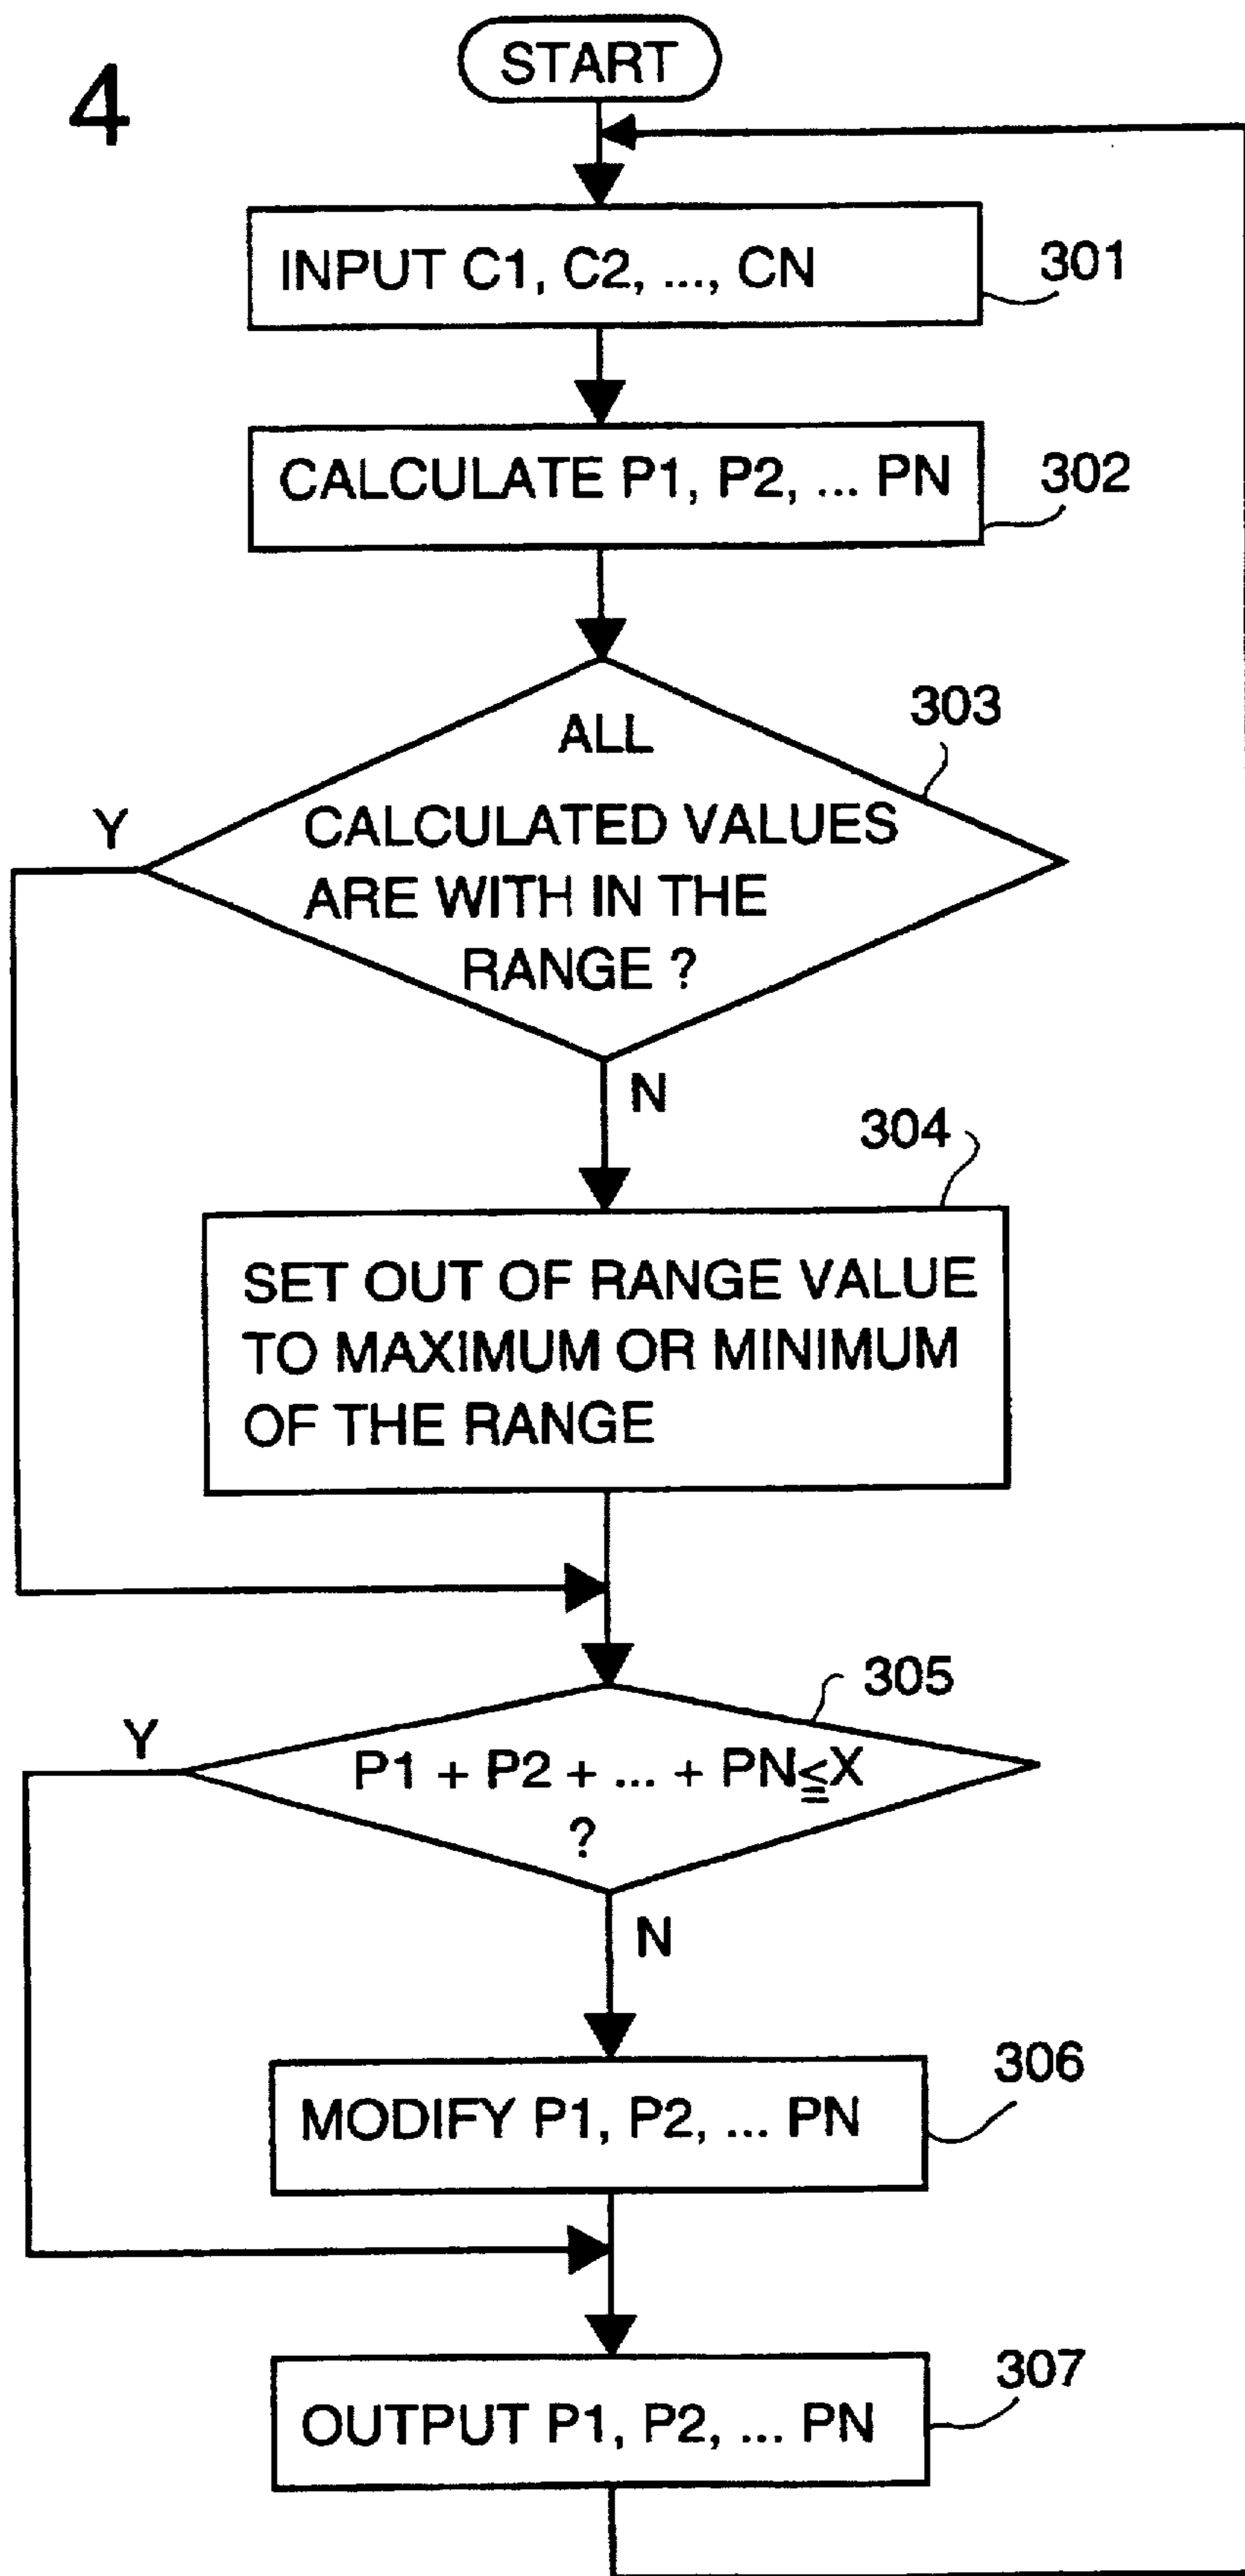 4
START
INPUT C1, C2, ..., CN
301
CALCULATE P1, P2, ... PN
302
303
ALL
CALCULATED VALUES
ARE WITH IN THE
RANGE ?
Y
N
304
SET OUT OF RANGE VALUE
TO MAXIMUM OR MINIMUM
OF THE RANGE
305
P1 + P2 + ... + PN≦X
?
Y
N
306
MODIFY P1, P2, ... PN
307
OUTPUT P1, P2, ... PN